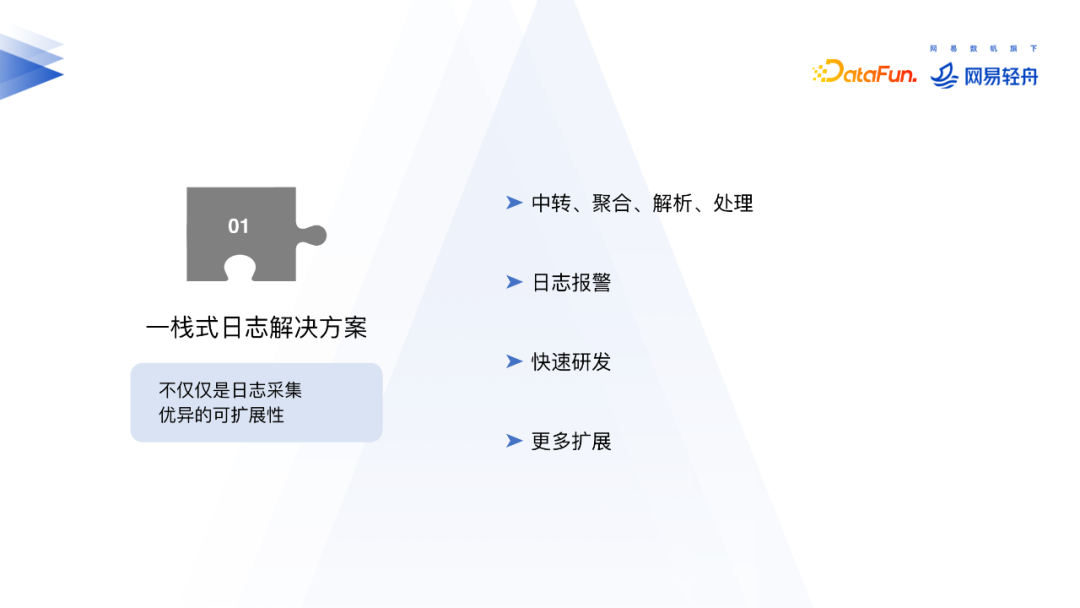 网易数帆旗下
DataFun.
网易轻舟
01
一栈式日志解决方案
不仅仅是日志采集
优异的可扩展性
中转、聚合、解析、处理
日志报警
快速研发
更多扩展